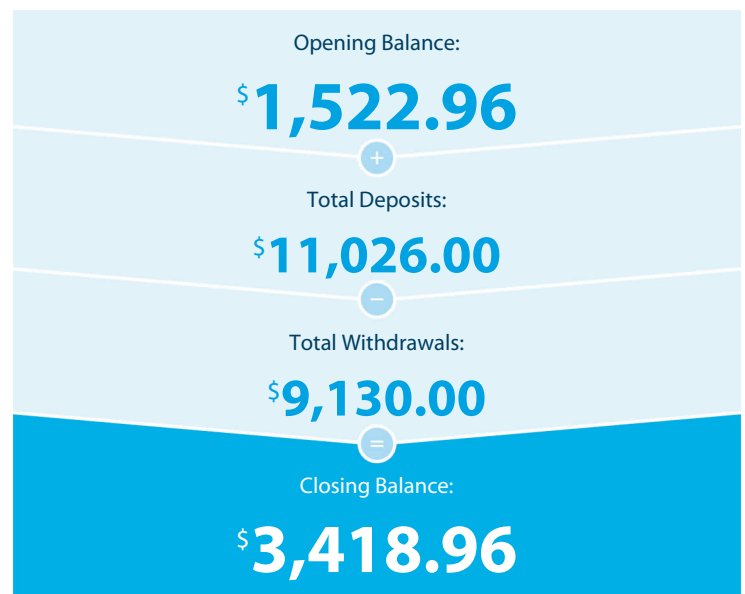 Opening Balance:
$1,522.96
+
Total Deposits:
$11,026.00
−
Total Withdrawals:
$9,130.00
=
Closing Balance:
$3,418.96